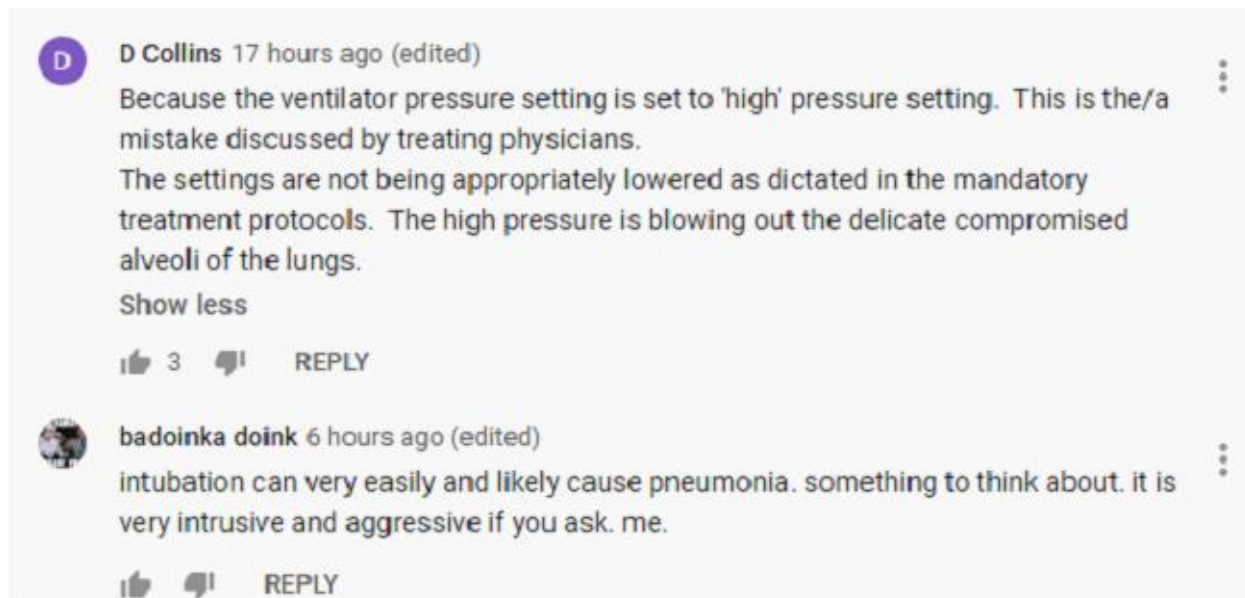 D
D Collins 17 hours ago (edited)
Because the ventilator pressure setting is set to 'high' pressure setting. This is the/a
mistake discussed by treating physicians.
The settings are not being appropriately lowered as dictated in the mandatory
treatment protocols. The high pressure is blowing out the delicate compromised
alveoli of the lungs.
Show less
3 REPLY
badoinka doink 6 hours ago (edited)
intubation can very easily and likely cause pneumonia. something to think about. it is
very intrusive and aggressive if you ask. me.
REPLY